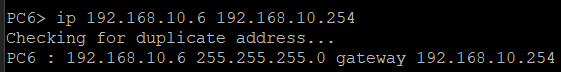 PC6> ip 192.168.10.6 192.168.10.254
Checking for duplicate address...
PC6 : 192.168.10.6 255.255.255.0 gateway 192.168.10.254